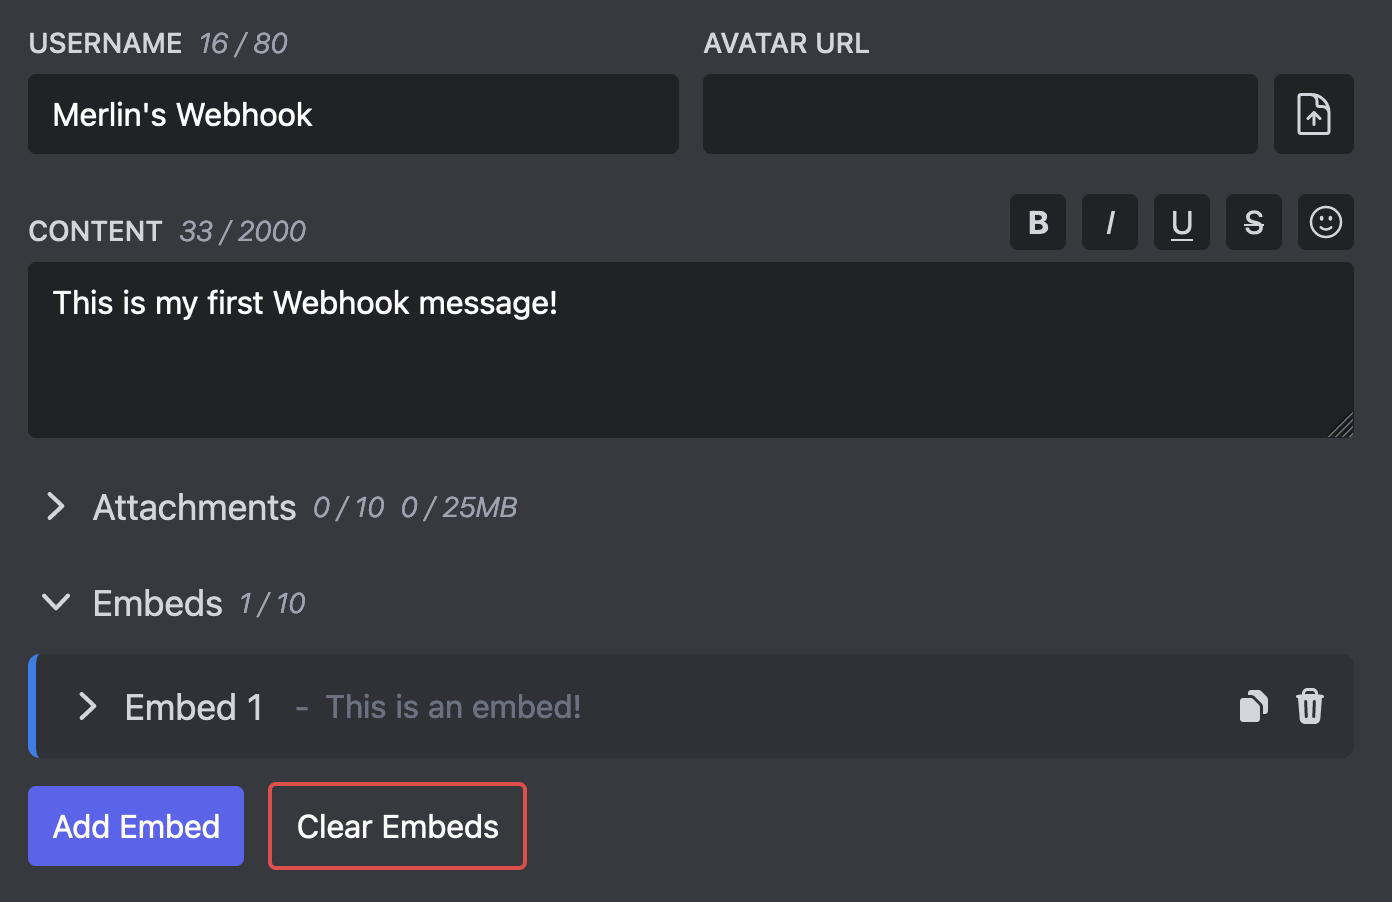 USERNAME 16 / 80
AVATAR URL
Merlin's Webhook
CONTENT 33 / 2000
B I U S
This is my first Webhook message!
Attachments 0 / 10 0 / 25MB
Embeds 1 / 10
Embed 1 - This is an embed!
Add Embed
Clear Embeds